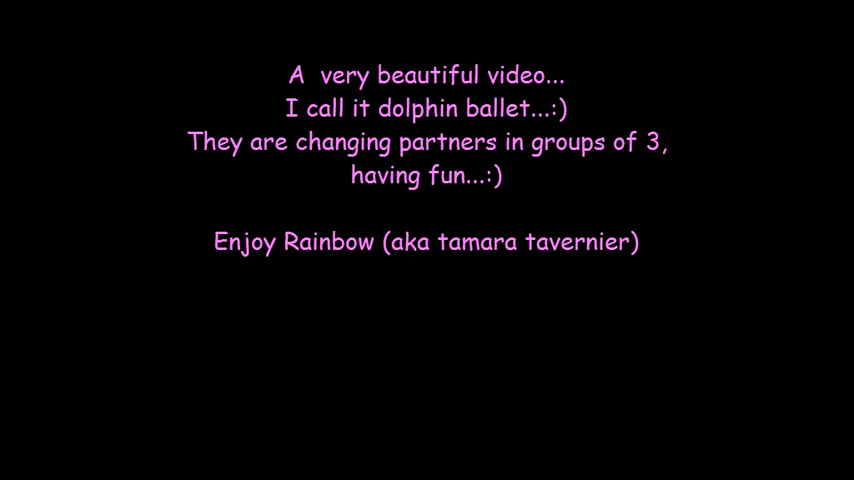 A  very beautiful video...
I call it dolphin ballet...:)
They are changing partners in groups of 3,
having fun...:)
Enjoy Rainbow (aka tamara tavernier)